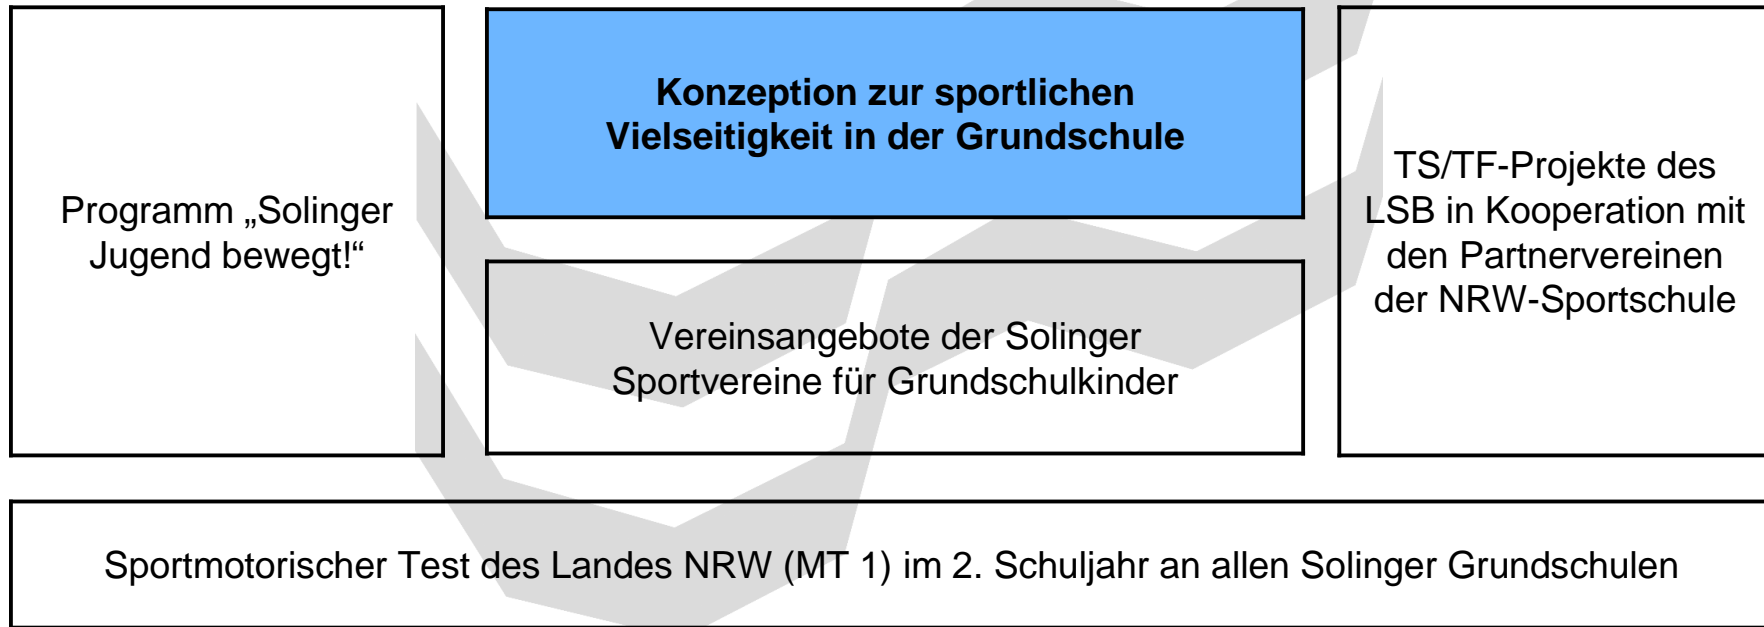 Programm „Solinger
Jugend bewegt!“
Konzeption zur sportlichen
Vielseitigkeit in der Grundschule
Vereinsangebote der Solinger
Sportvereine für Grundschulkinder
TS/TF-Projekte des
LSB in Kooperation mit
den Partnervereinen
der NRW-Sportschule
Sportmotorischer Test des Landes NRW (MT 1) im 2. Schuljahr an allen Solinger Grundschulen